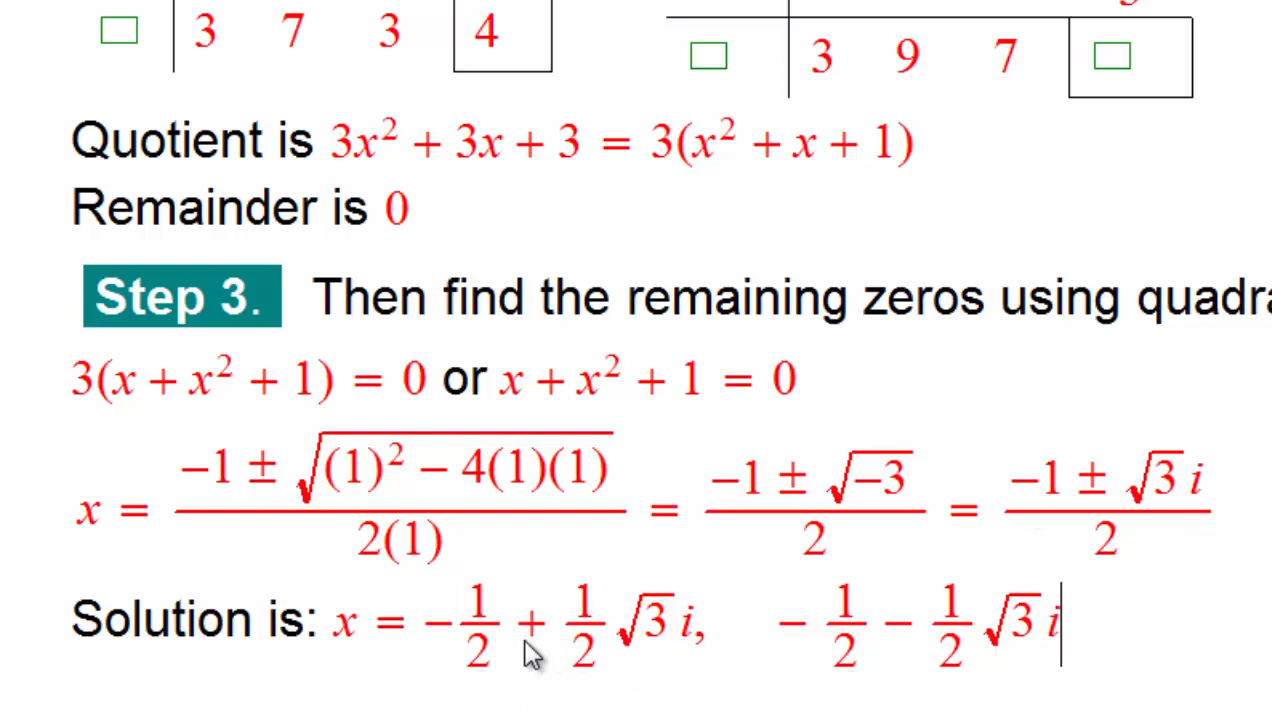 3 7 3 4
3 9 7
Quotient is 3x² + 3x + 3 = 3(x² + x + 1)
Remainder is 0
Step 3. Then find the remaining zeros using quadra
3(x + x² + 1) = 0 or x + x² + 1 = 0
x = (−1 ± √((1)² − 4(1)(1)))/(2(1)) = (−1 ± √(−3))/2 = (−1 ± √3 i)/2
Solution is: x = −1/2 + 1/2 √3 i, − 1/2 − 1/2 √3 i